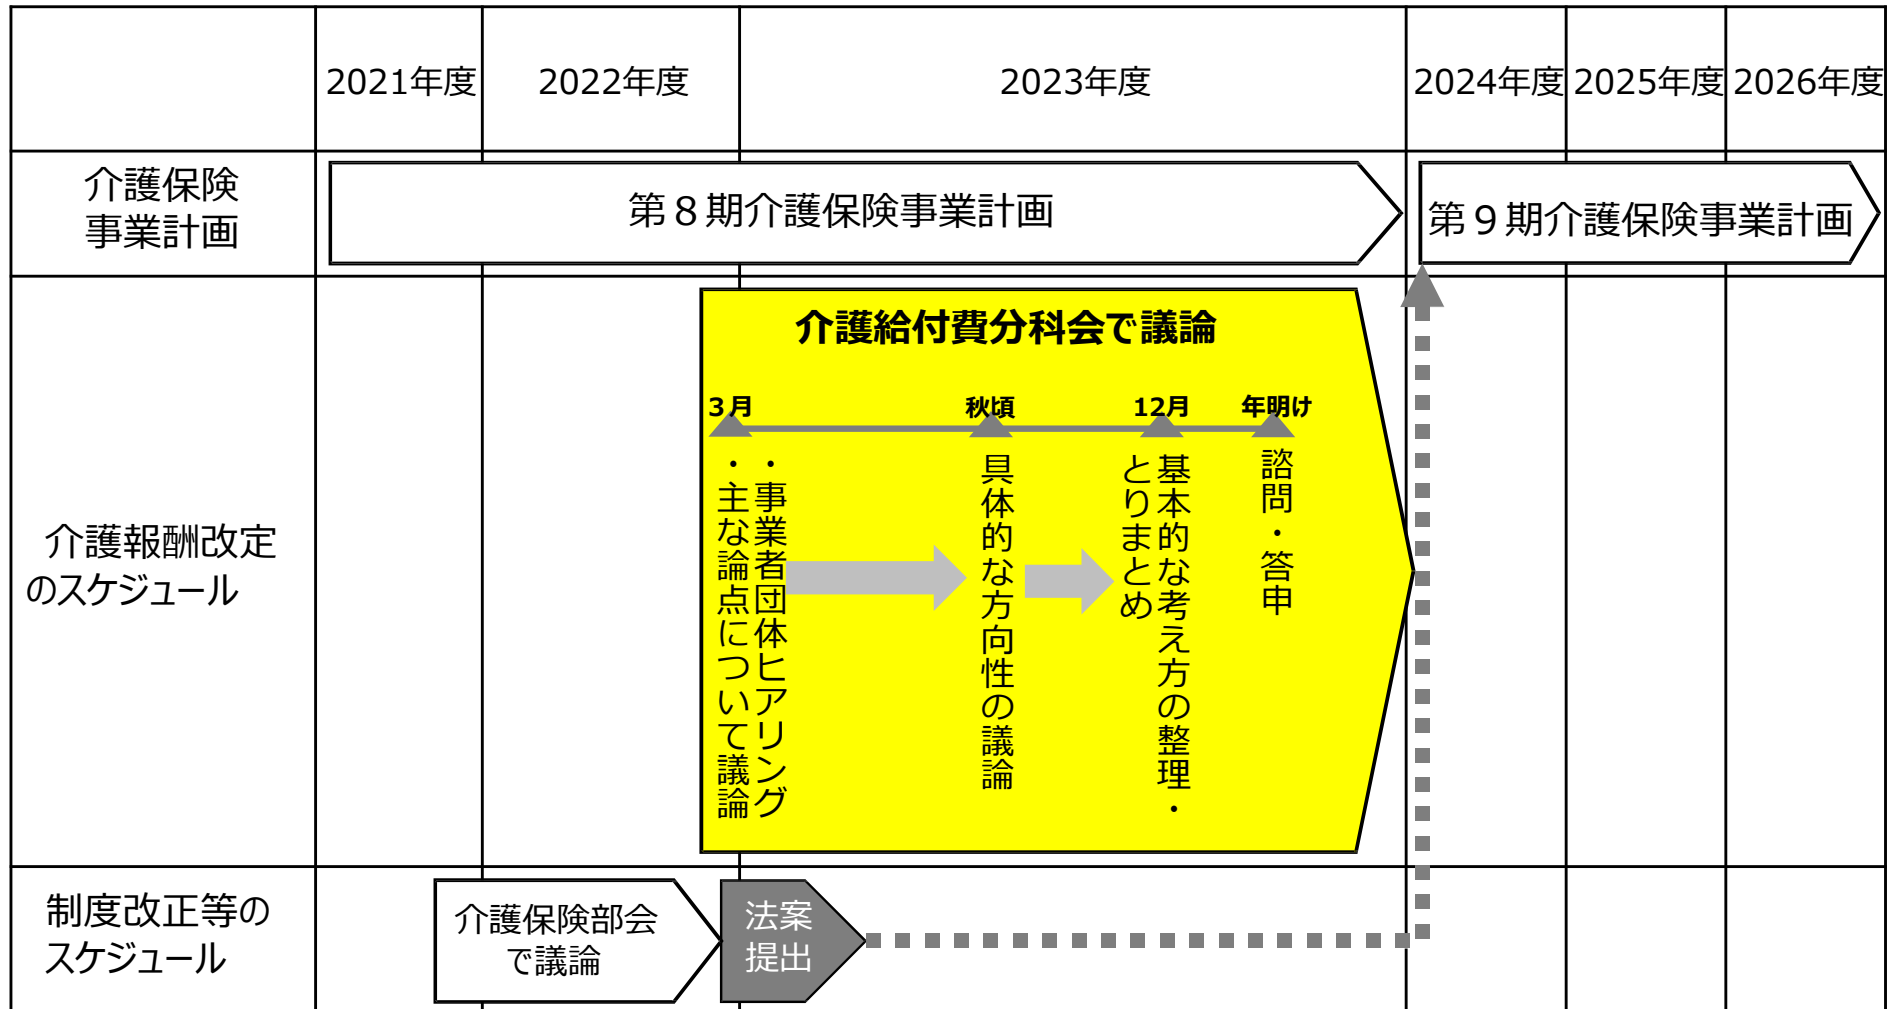 2021年度
2022年度
2023年度
2024年度
2025年度
2026年度
介護保険
事業計画
第８期介護保険事業計画
第９期介護保険事業計画
介護報酬改定
のスケジュール
介護給付費分科会で議論
３月
秋頃
12月
年明け
・事業者団体ヒアリング
・主な論点について議論
具体的な方向性の議論
基本的な考え方の整理・
とりまとめ
諮問・答申
制度改正等の
スケジュール
介護保険部会
で議論
法案
提出